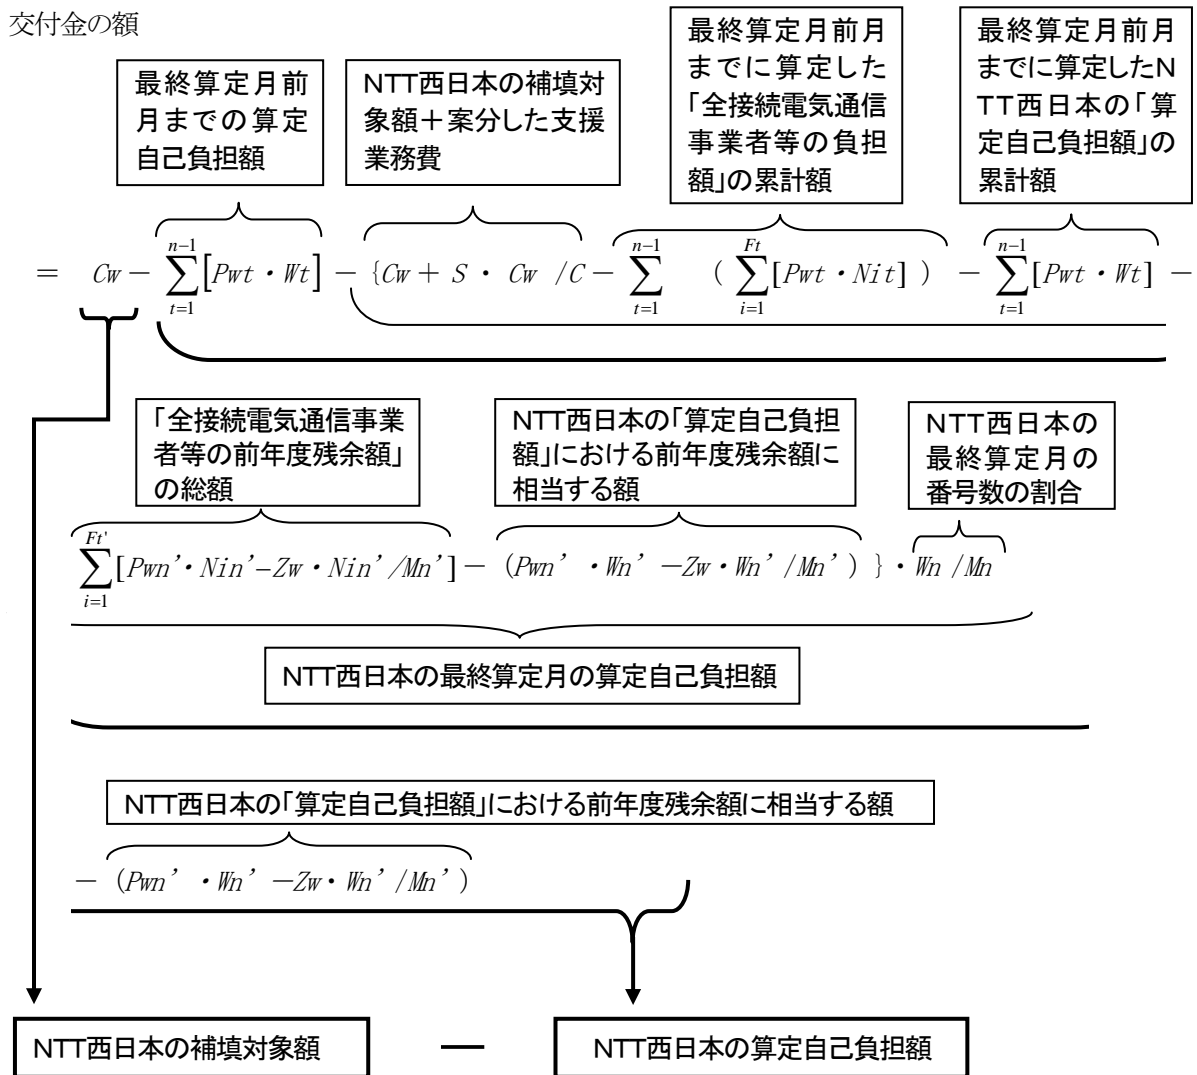 交付金の額
最終算定月前
月までの算定
自己負担額
NTT西日本の補填対
象額+案分した支援
業務費
最終算定月前月
までに算定した
「全接続電気通信
事業者等の負担
額」の累計額
最終算定月前月
までに算定したN
TT西日本の「算
定自己負担額」の
累計額
= Cw − ∑_{t=1}^{n−1} [Pwt・Wt] − {Cw + S・Cw /C − ∑_{t=1}^{n−1} ( ∑_{i=1}^{Ft} [Pwt・Nit] ) − ∑_{t=1}^{n−1} [Pwt・Wt] −
「全接続電気通信事業
者等の前年度残余額」
の総額
NTT西日本の「算定自己負担
額」における前年度残余額に
相当する額
NTT西日本の
最終算定月の
番号数の割合
∑_{i=1}^{Ft'} [Pwn'・Nin'−Zw・Nin'/Mn'] − (Pwn'・Wn'−Zw・Wn'/Mn') }・Wn /Mn
NTT西日本の最終算定月の算定自己負担額
NTT西日本の「算定自己負担額」における前年度残余額に相当する額
− (Pwn'・Wn'−Zw・Wn'/Mn')
NTT西日本の補填対象額 — NTT西日本の算定自己負担額